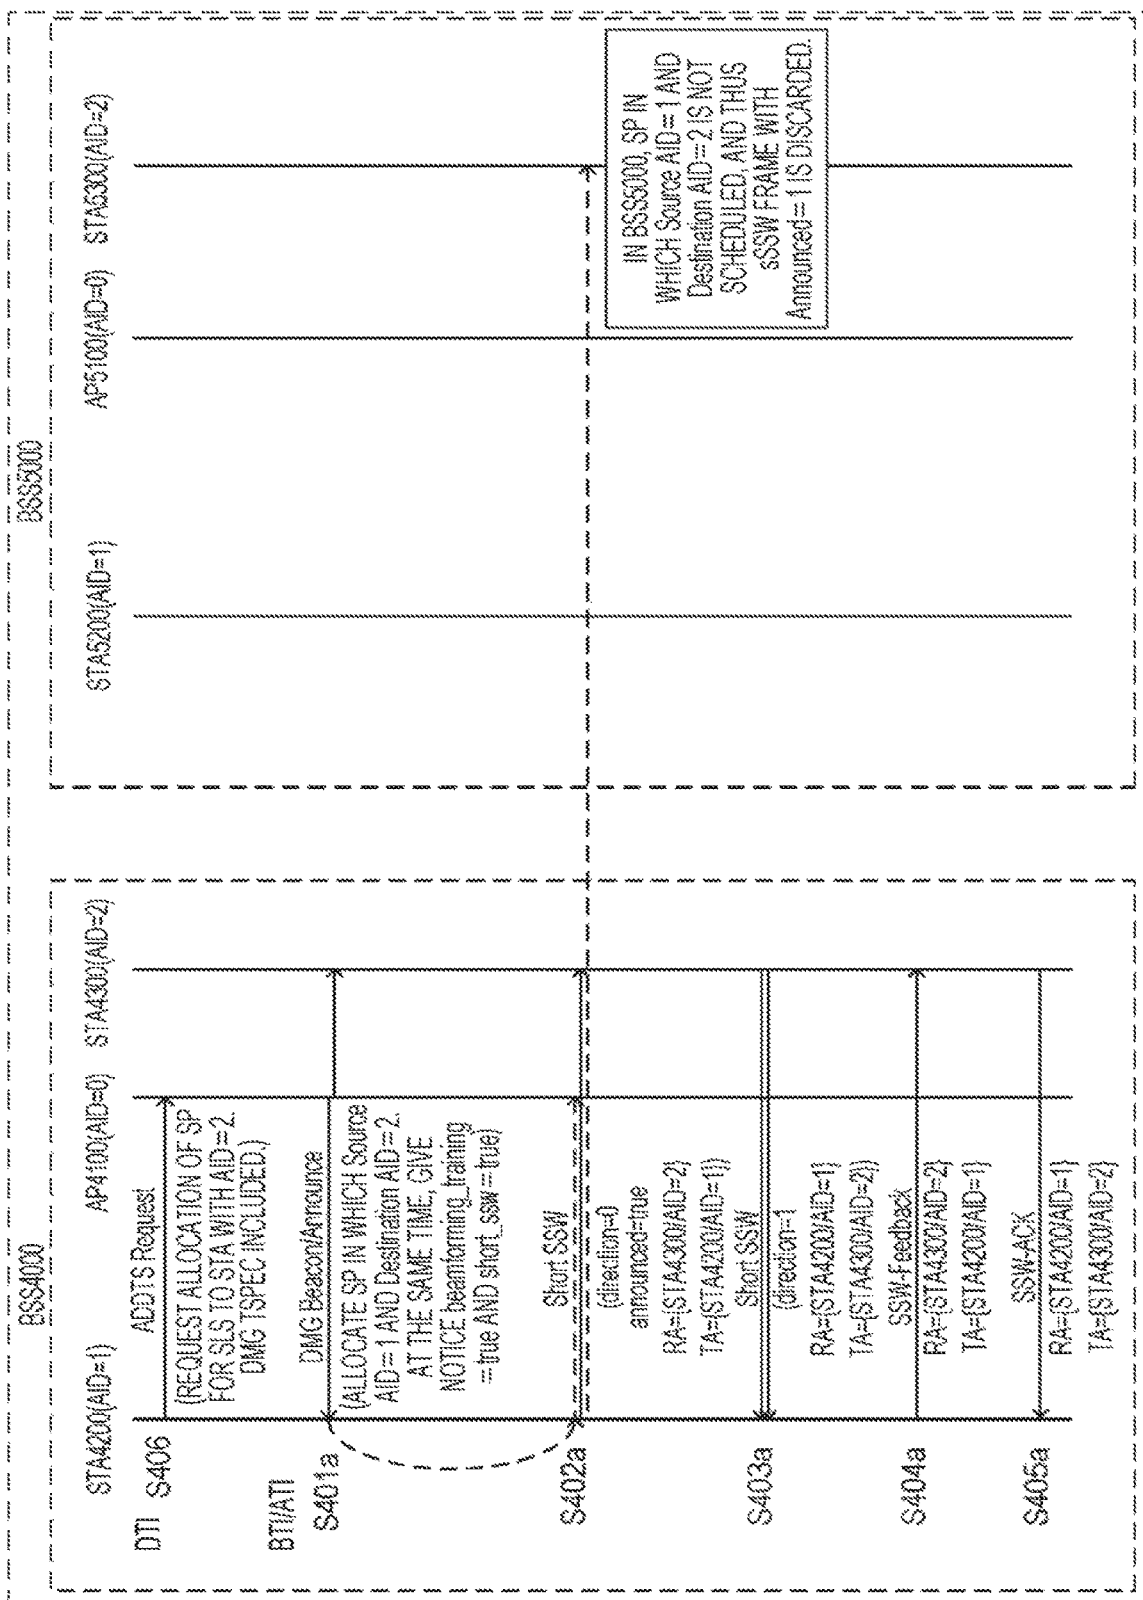 BSS4000
BSS5000
STA4200(AID=1)
AP4100(AID=0)
STA4300(AID=2)
STA5200(AID=1)
AP5100(AID=0)
STA5300(AID=2)
DTI
S406
ADDTS Request
(REQUEST ALLOCATION OF SP
FOR SLS TO STA WITH AID=2.
DMG TSPEC INCLUDED.)
BTI/ATI
S401a
DMG Beacon/Announce
(ALLOCATE SP IN WHICH Source
AID=1 AND Destination AID=2.
AT THE SAME TIME, GIVE
NOTICE beamforming_training
=true AND short_ssw=true)
S402a
Short SSW
(direction=0
announced=true
RA={STA4300/AID=2}
TA={STA4200/AID=1})
IN BSS5000, SP IN
WHICH Source AID=1 AND
Destination AID=2 IS NOT
SCHEDULED, AND THUS
sSSW FRAME WITH
Announced=1 IS DISCARDED.
S403a
Short SSW
(direction=1
RA={STA4200/AID=1}
TA={STA4300/AID=2})
S404a
SSW-Feedback
RA={STA4300/AID=2}
TA={STA4200/AID=1}
S405a
SSW-ACK
RA={STA4200/AID=1}
TA={STA4300/AID=2}